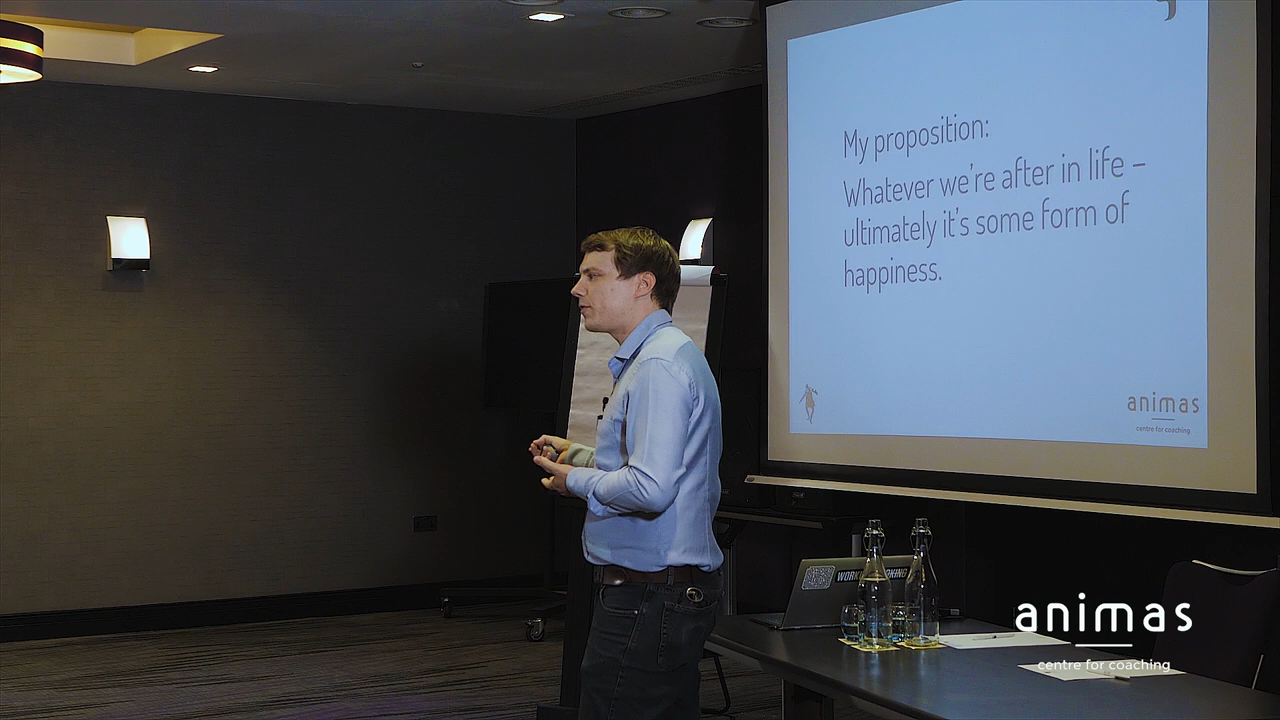 My proposition:
Whatever we're after in life –
ultimately it's some form of
happiness.
animas
centre for coaching
animas
centre for coaching